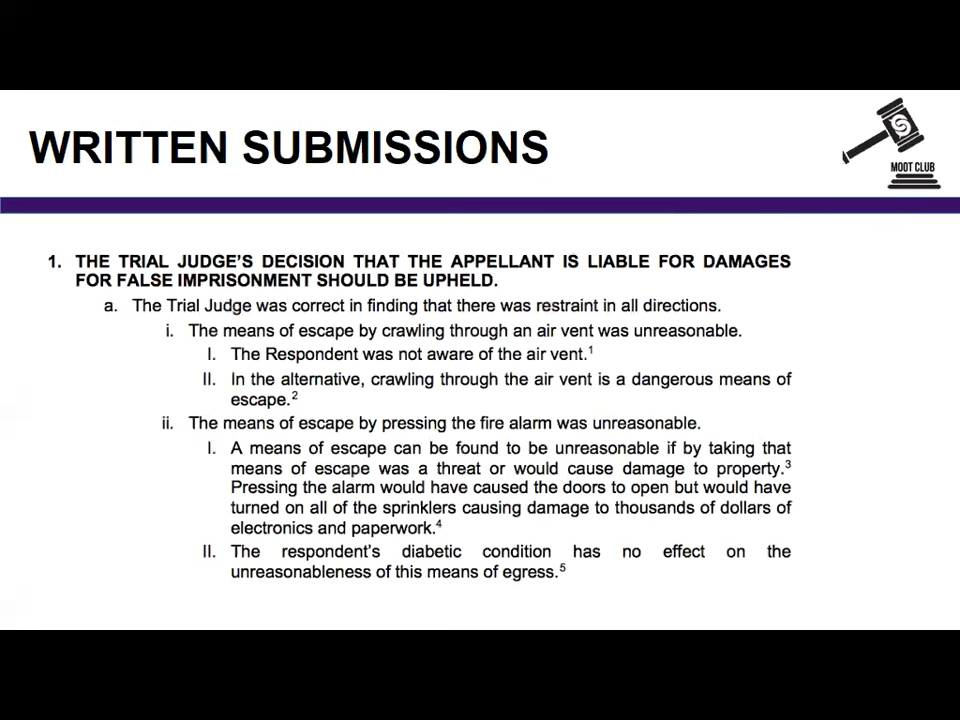 WRITTEN SUBMISSIONS
MOOT CLUB
1. THE TRIAL JUDGE'S DECISION THAT THE APPELLANT IS LIABLE FOR DAMAGES
FOR FALSE IMPRISONMENT SHOULD BE UPHELD.
a. The Trial Judge was correct in finding that there was restraint in all directions.
i. The means of escape by crawling through an air vent was unreasonable.
I. The Respondent was not aware of the air vent.¹
II. In the alternative, crawling through the air vent is a dangerous means of
escape.²
ii. The means of escape by pressing the fire alarm was unreasonable.
I. A means of escape can be found to be unreasonable if by taking that
means of escape was a threat or would cause damage to property.³
Pressing the alarm would have caused the doors to open but would have
turned on all of the sprinklers causing damage to thousands of dollars of
electronics and paperwork.⁴
II. The respondent's diabetic condition has no effect on the
unreasonableness of this means of egress.⁵